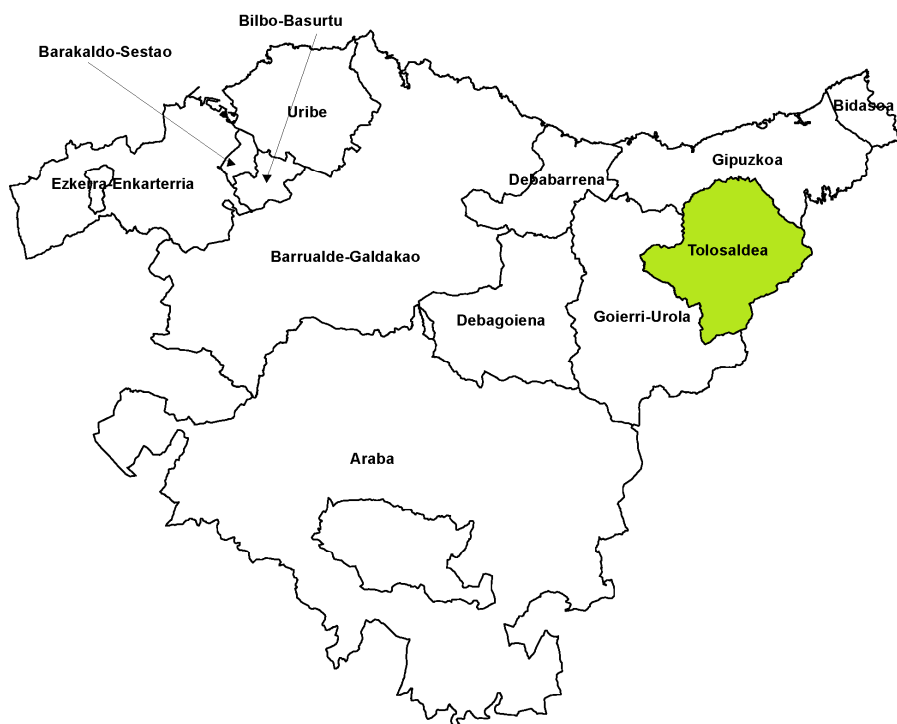 Bilbo-Basurtu
Barakaldo-Sestao
Uribe
Bidasoa
Gipuzkoa
Debabarrena
Ezkerra-Enkarterria
Tolosaldea
Barrualde-Galdakao
Debagoiena
Goierri-Urola
Araba